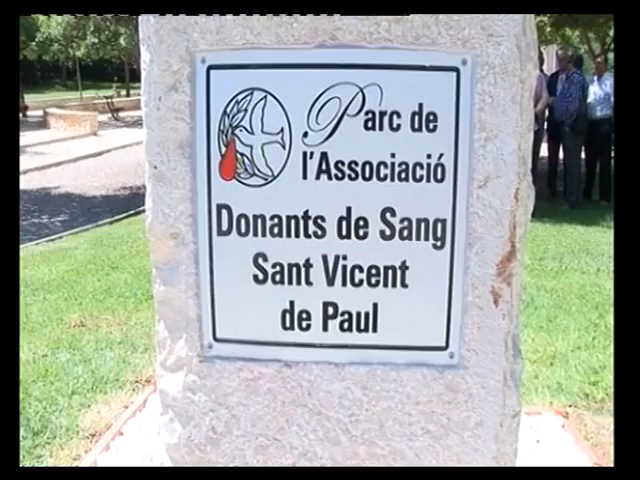 Parc de
l'Associació
Donants de Sang
Sant Vicent
de Paul